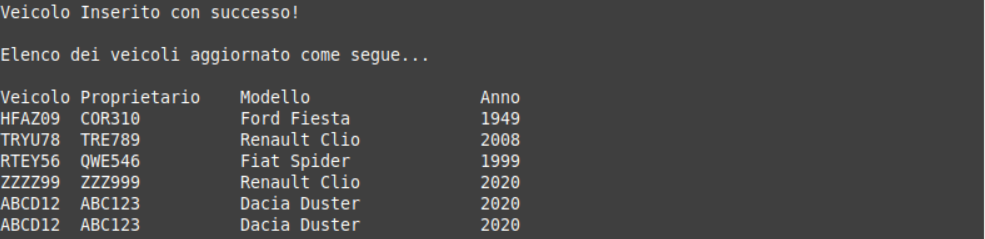 Veicolo Inserito con successo!
Elenco dei veicoli aggiornato come segue...
Veicolo Proprietario Modello Anno
HFAZ09 COR310 Ford Fiesta 1949
TRYU78 TRE789 Renault Clio 2008
RTEY56 QWE546 Fiat Spider 1999
ZZZZ99 ZZZ999 Renault Clio 2020
ABCD12 ABC123 Dacia Duster 2020
ABCD12 ABC123 Dacia Duster 2020